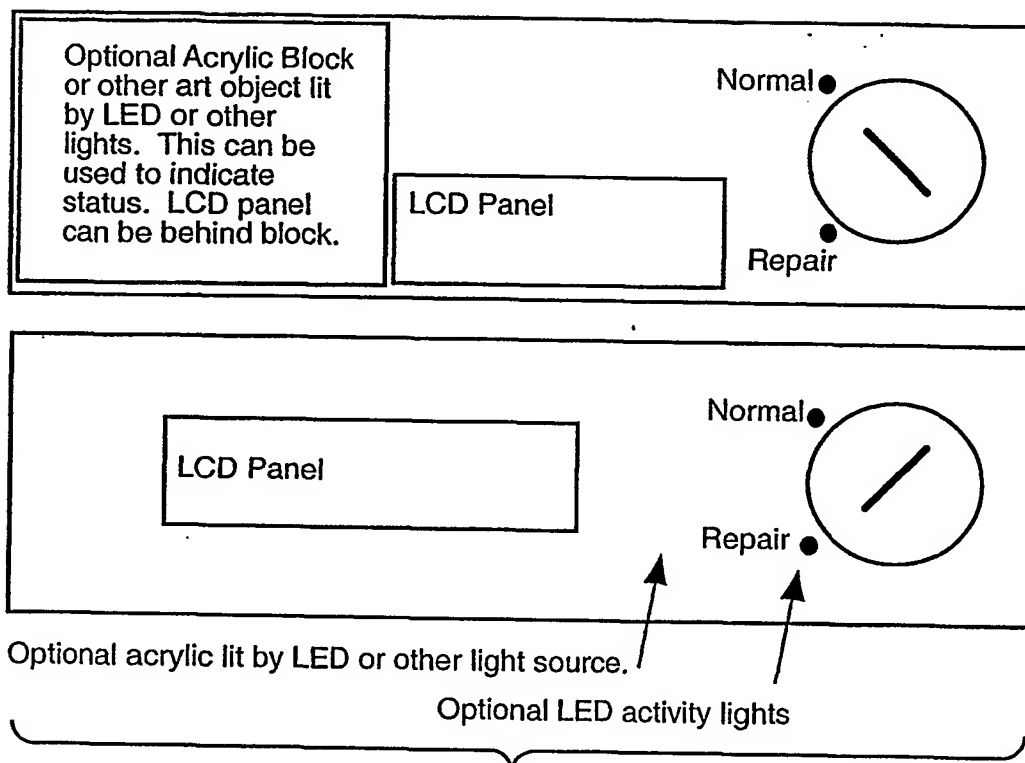 Optional Acrylic Block
or other art object lit
by LED or other
lights. This can be
used to indicate
status. LCD panel
can be behind block.
LCD Panel
Normal
Repair
LCD Panel
Normal
Repair
Optional acrylic lit by LED or other light source.
Optional LED activity lights